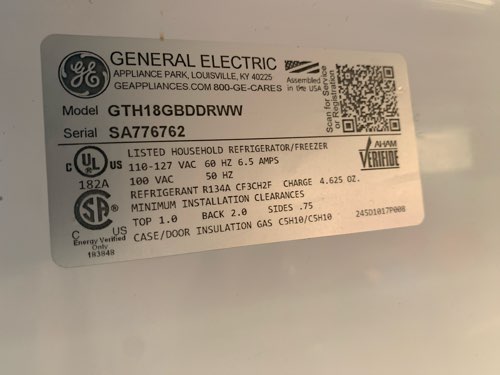 GENERAL ELECTRIC
APPLIANCE PARK, LOUISVILLE, KY 40225
GEAPPLIANCES.COM 800-GE-CARES
Assembled
in the USA
Scan for Service
or Registration
Model GTH18GBDDRWW
Serial SA776762
C UL US
182A
LISTED HOUSEHOLD REFRIGERATOR/FREEZER
110-127 VAC 60 HZ 6.5 AMPS
100 VAC 50 HZ
REFRIGERANT R134A CF3CH2F CHARGE 4.625 OZ.
MINIMUM INSTALLATION CLEARANCES
TOP 1.0 BACK 2.0 SIDES .75
CASE/DOOR INSULATION GAS C5H10/C5H10
AHAM
VERIFIDE
245D1017P008
SA
C US
Energy Verified
Only
183848